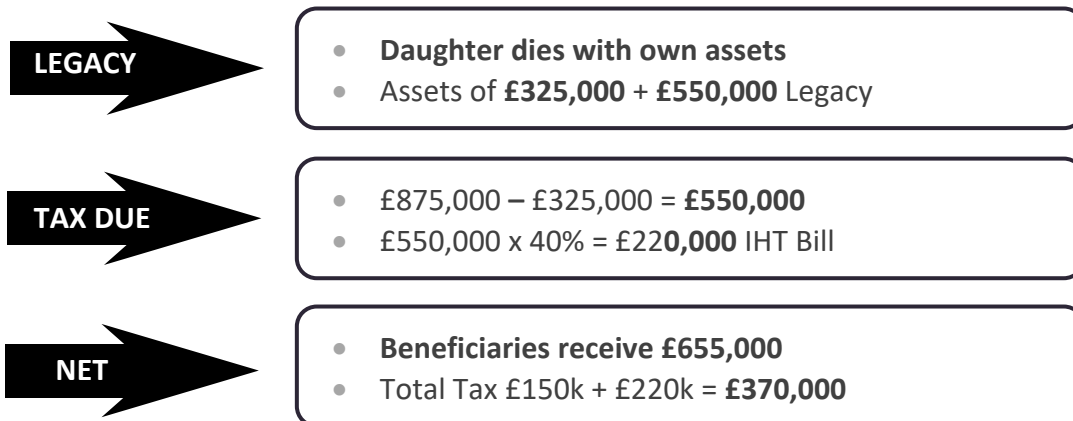 LEGACY
• Daughter dies with own assets
• Assets of £325,000 + £550,000 Legacy
TAX DUE
• £875,000 – £325,000 = £550,000
• £550,000 x 40% = £220,000 IHT Bill
NET
• Beneficiaries receive £655,000
• Total Tax £150k + £220k = £370,000